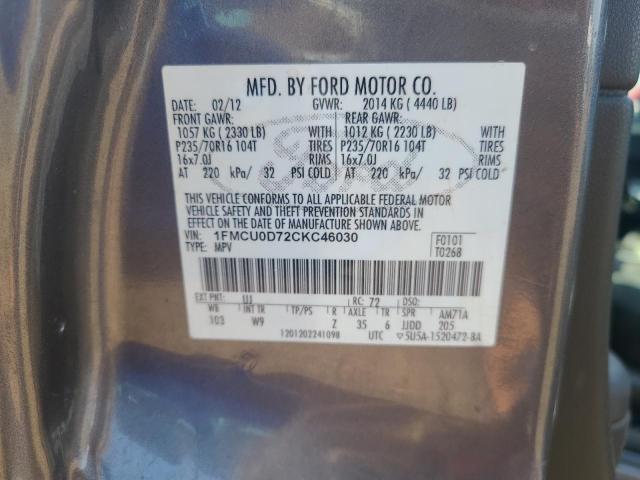 MFD. BY FORD MOTOR CO.
DATE: 02/12 GVWR: 2014 KG ( 4440 LB)
FRONT GAWR: REAR GAWR:
1057 KG ( 2330 LB) WITH 1012 KG ( 2230 LB) WITH
P235/70R16 104T TIRES P235/70R16 104T TIRES
16x7.0J RIMS 16x7.0J RIMS
AT 220 kPa/ 32 PSI COLD AT 220 kPa/ 32 PSI COLD
THIS VEHICLE CONFORMS TO ALL APPLICABLE FEDERAL MOTOR
VEHICLE SAFETY AND THEFT PREVENTION STANDARDS IN
EFFECT ON THE DATE OF MANUFACTURE SHOWN ABOVE.
VIN: 1FMCU0D72CKC46030 F0101
TYPE: MPV T0268
EXT PNT: UJ RC: 72 DSO:
WB INT TR TP/PS R AXLE TR SPR AM71A
103 W9 Z 35 6 JJDD 205
1201202241098 UTC ▽5U5A-1520472-BA
Ford